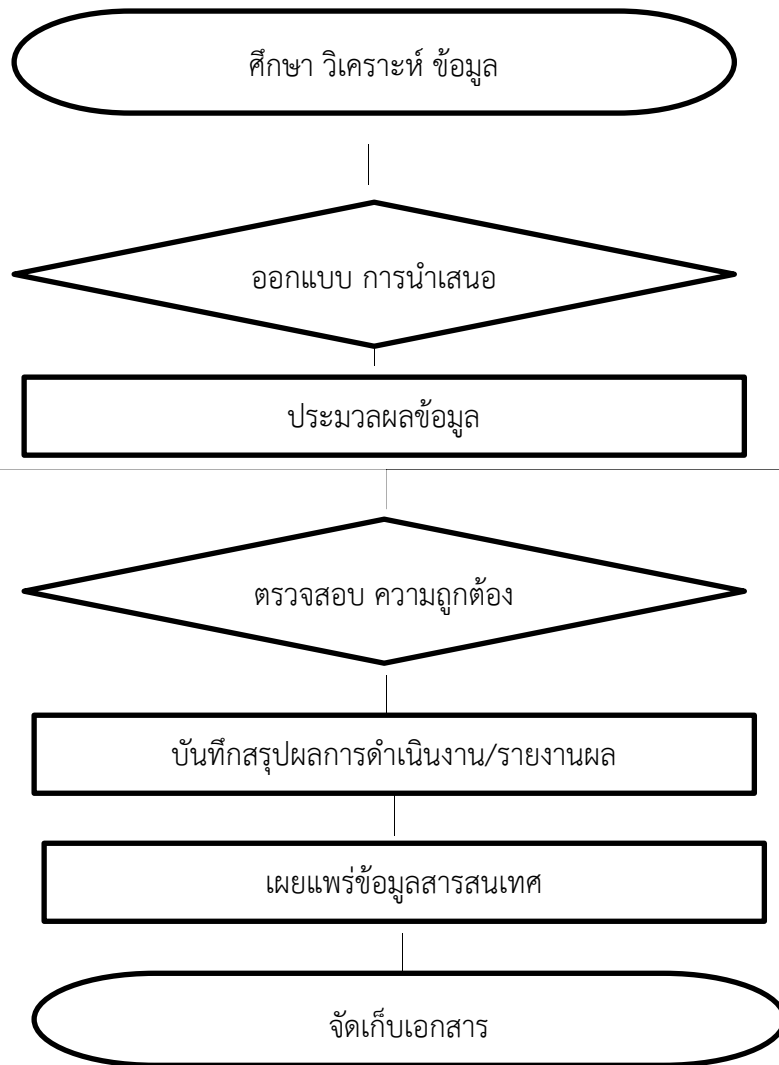 ศึกษา วิเคราะห์ ข้อมูล
ออกแบบ การนำเสนอ
ประมวลผลข้อมูล
ตรวจสอบ ความถูกต้อง
บันทึกสรุปผลการดำเนินงาน/รายงานผล
เผยแพร่ข้อมูลสารสนเทศ
จัดเก็บเอกสาร